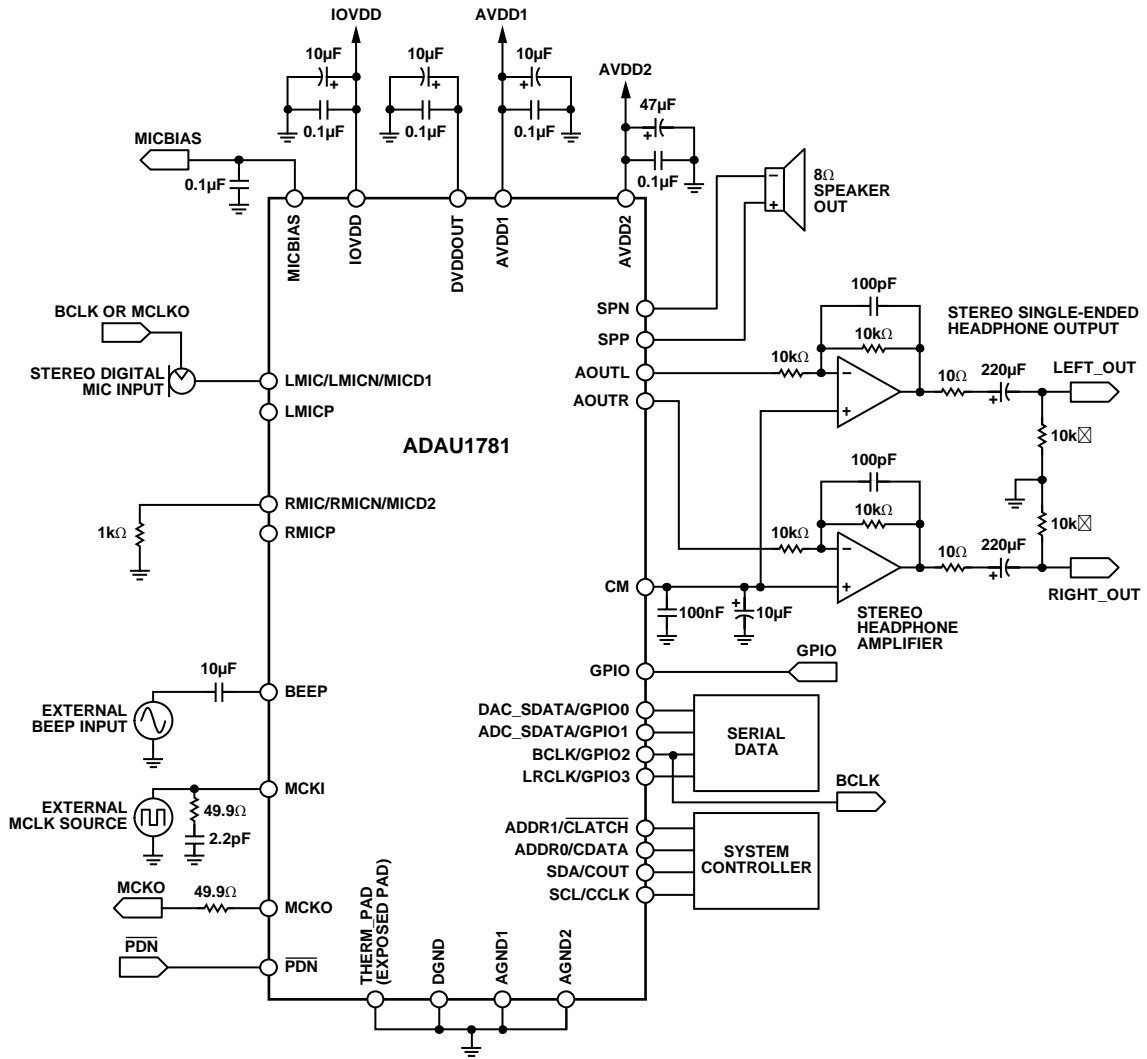 IOVDD
AVDD1
10µF
10µF
10µF
AVDD2
47µF
0.1µF
0.1µF
0.1µF
MICBIAS
0.1µF
0.1µF
8Ω
SPEAKER
OUT
−
+
MICBIAS
IOVDD
DVDDOUT
AVDD1
AVDD2
BCLK OR MCLKO
STEREO DIGITAL
MIC INPUT
LMIC/LMICN/MICD1
LMICP
SPN
SPP
AOUTL
AOUTR
100pF
10kΩ
10kΩ
STEREO SINGLE-ENDED
HEADPHONE OUTPUT
10Ω
220µF
LEFT_OUT
10k☒
ADAU1781
RMIC/RMICN/MICD2
RMICP
1kΩ
100pF
10kΩ
10kΩ
10k☒
10Ω
220µF
RIGHT_OUT
CM
100nF
10µF
STEREO
HEADPHONE
AMPLIFIER
GPIO
GPIO
10µF
BEEP
EXTERNAL
BEEP INPUT
DAC_SDATA/GPIO0
ADC_SDATA/GPIO1
BCLK/GPIO2
LRCLK/GPIO3
SERIAL
DATA
BCLK
MCKI
EXTERNAL
MCLK SOURCE
49.9Ω
2.2pF
ADDR1/CLATCH
ADDR0/CDATA
SDA/COUT
SCL/CCLK
SYSTEM
CONTROLLER
MCKO
49.9Ω
MCKO
PDN
PDN
THERM_PAD
(EXPOSED PAD)
DGND
AGND1
AGND2